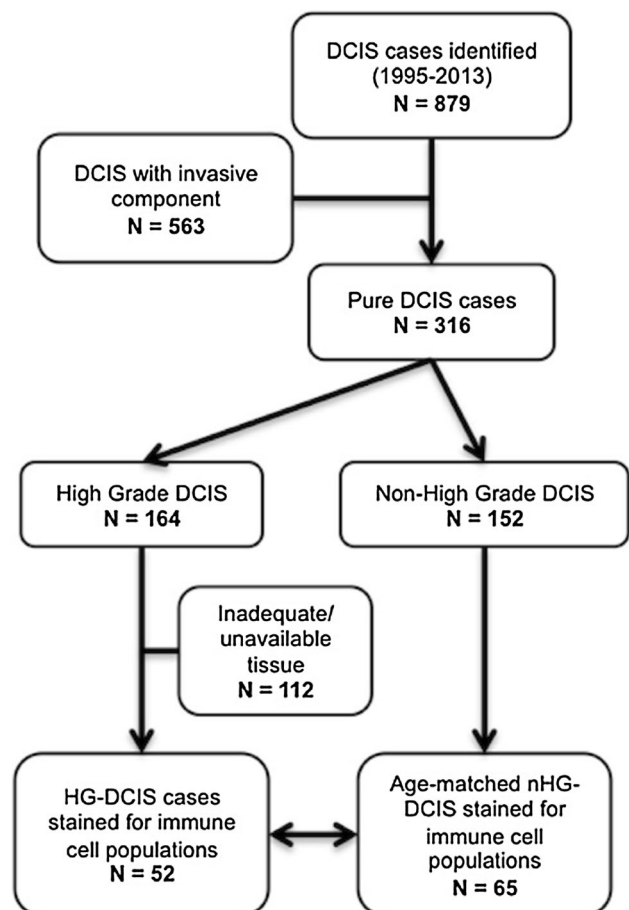 DCIS cases identified
(1995-2013)
N = 879
DCIS with invasive
component
N = 563
Pure DCIS cases
N = 316
High Grade DCIS
N = 164
Non-High Grade DCIS
N = 152
Inadequate/
unavailable
tissue
N = 112
HG-DCIS cases
stained for immune
cell populations
N = 52
Age-matched nHG-
DCIS stained for
immune cell
populations
N = 65